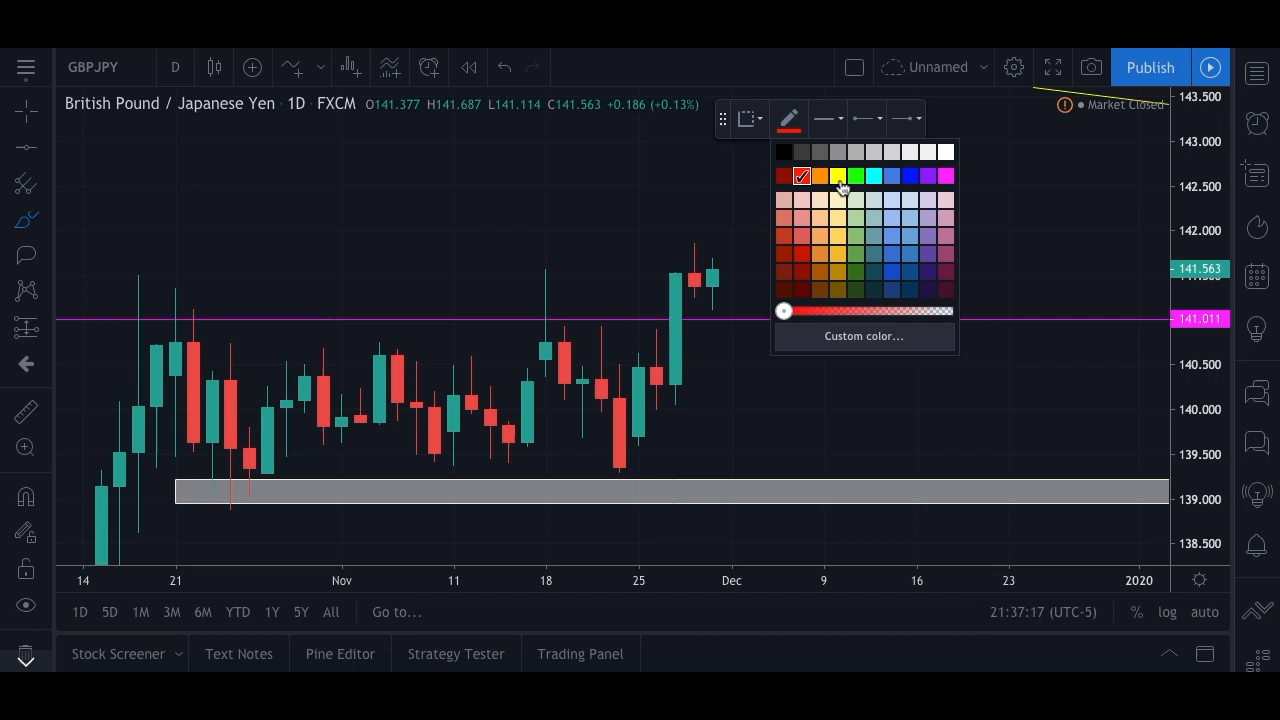 GBPJPY D Unnamed Publish
British Pound / Japanese Yen · 1D · FXCM O141.377 H141.687 L141.114 C141.563 +0.186 (+0.13%)
Market Closed
143.500
143.000
142.500
142.000
141.563
141.011
140.500
140.000
139.500
139.000
138.500
Custom color...
14 21 Nov 11 18 25 Dec 9 16 23 2020
1D 5D 1M 3M 6M YTD 1Y 5Y All Go to... 21:37:17 (UTC-5) % log auto
Stock Screener Text Notes Pine Editor Strategy Tester Trading Panel